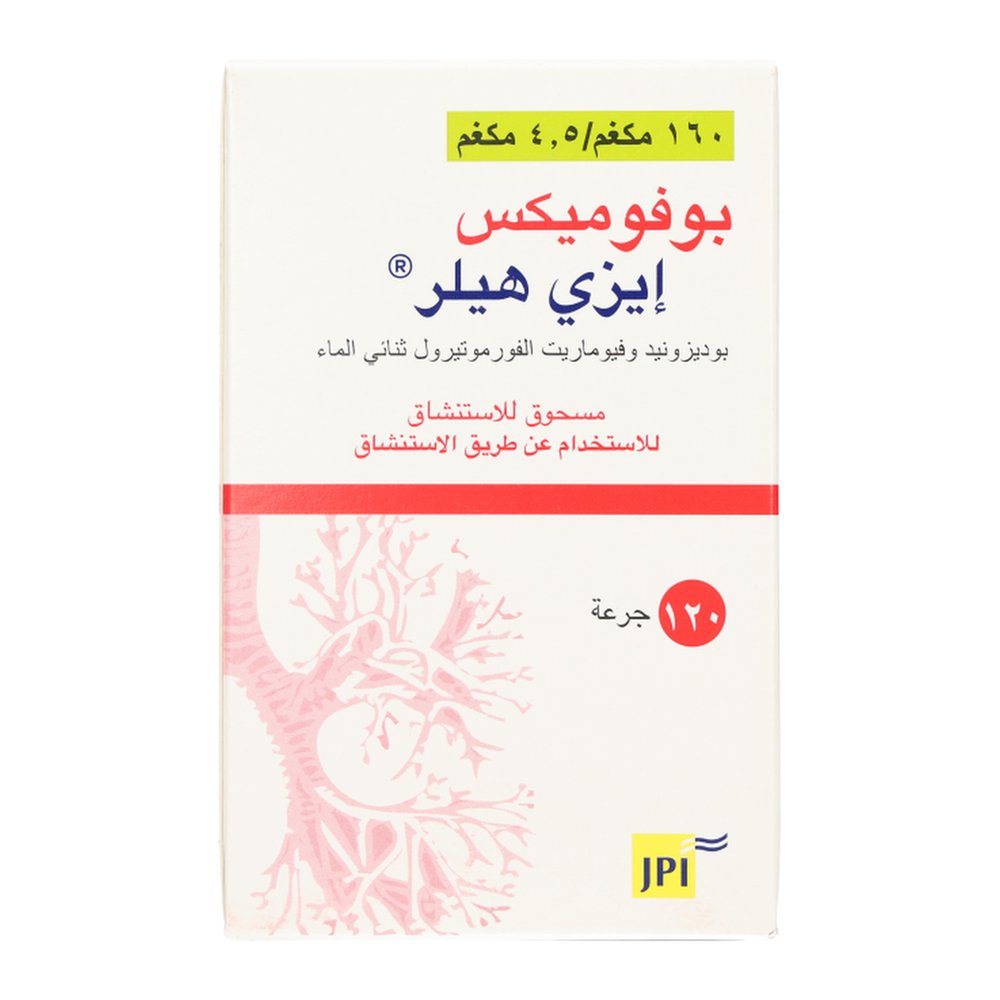 ١٦٠ مكغم/٤,٥ مكغم
بوفوميكس
إيزي هيلر®
بوديزونيد وفيوماريت الفورموتيرول ثنائي الماء
مسحوق للاستنشاق
للاستخدام عن طريق الاستنشاق
١٢٠ جرعة
JPI